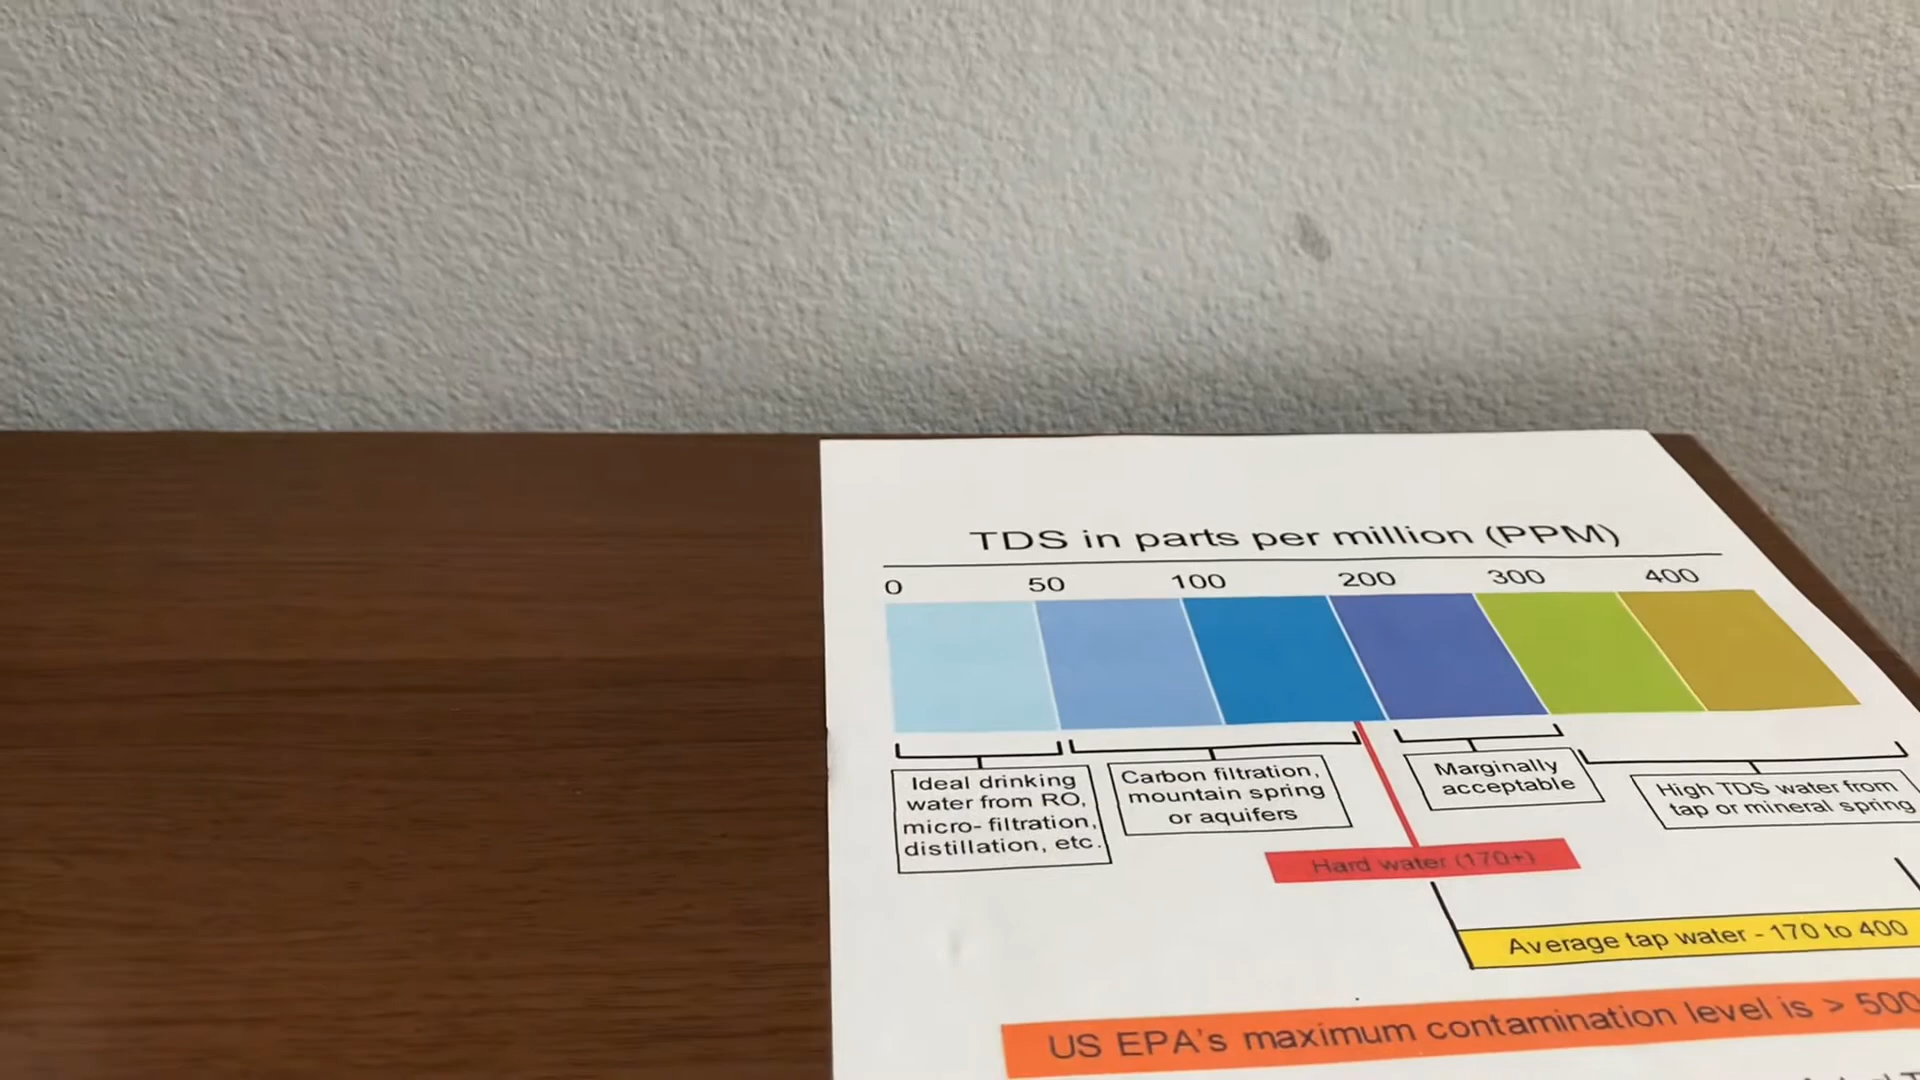 TDS in parts per million (PPM)
0 50 100 200 300 400
Ideal drinking
water from RO,
micro- filtration,
distillation, etc.
Carbon filtration,
mountain spring
or aquifers
Marginally
acceptable
High TDS water from
tap or mineral spring
Hard water (170+)
Average tap water - 170 to 400
US EPA's maximum contamination level is > 500